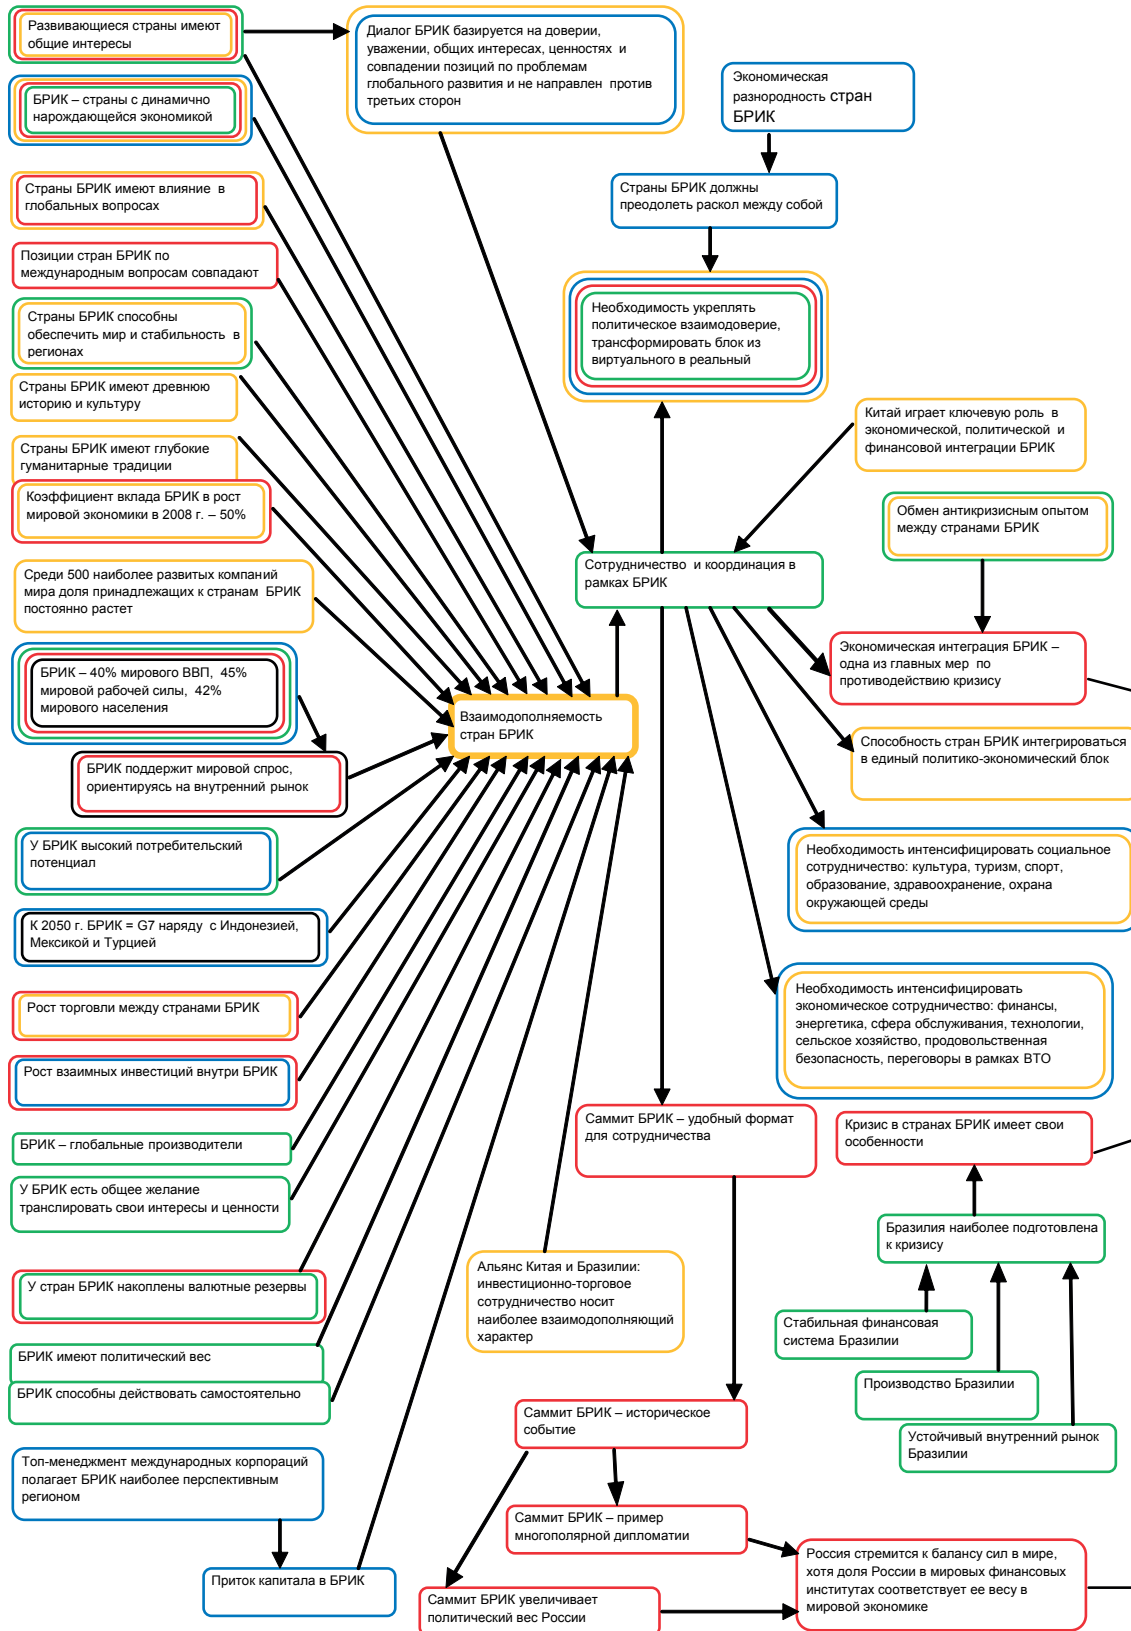 Развивающиеся страны имеют
общие интересы
Диалог БРИК базируется на доверии,
уважении, общих интересах, ценностях и
совпадении позиций по проблемам
глобального развития и не направлен против
третьих сторон
Экономическая
разнородность стран
БРИК
БРИК – страны с динамично
нарождающейся экономикой
Страны БРИК должны
преодолеть раскол между собой
Страны БРИК имеют влияние в
глобальных вопросах
Позиции стран БРИК по
международным вопросам совпадают
Страны БРИК способны
обеспечить мир и стабильность в
регионах
Необходимость укреплять
политическое взаимодоверие,
трансформировать блок из
виртуального в реальный
Страны БРИК имеют древнюю
историю и культуру
Китай играет ключевую роль в
экономической, политической и
финансовой интеграции БРИК
Страны БРИК имеют глубокие
гуманитарные традиции
Коэффициент вклада БРИК в рост
мировой экономики в 2008 г. – 50%
Обмен антикризисным опытом
между странами БРИК
Сотрудничество и координация в
рамках БРИК
Среди 500 наиболее развитых компаний
мира доля принадлежащих к странам БРИК
постоянно растет
Экономическая интеграция БРИК –
одна из главных мер по
противодействию кризису
БРИК – 40% мирового ВВП, 45%
мировой рабочей силы, 42%
мирового населения
Взаимодополняемость
стран БРИК
Способность стран БРИК интегрироваться
в единый политико-экономический блок
БРИК поддержит мировой спрос,
ориентируясь на внутренний рынок
У БРИК высокий потребительский
потенциал
Необходимость интенсифицировать социальное
сотрудничество: культура, туризм, спорт,
образование, здравоохранение, охрана
окружающей среды
К 2050 г. БРИК = G7 наряду с Индонезией,
Мексикой и Турцией
Необходимость интенсифицировать
экономическое сотрудничество: финансы,
энергетика, сфера обслуживания, технологии,
сельское хозяйство, продовольственная
безопасность, переговоры в рамках ВТО
Рост торговли между странами БРИК
Рост взаимных инвестиций внутри БРИК
Саммит БРИК – удобный формат
для сотрудничества
Кризис в странах БРИК имеет свои
особенности
БРИК – глобальные производители
У БРИК есть общее желание
транслировать свои интересы и ценности
Бразилия наиболее подготовлена
к кризису
Альянс Китая и Бразилии:
инвестиционно-торговое
сотрудничество носит
наиболее взаимодополняющий
характер
У стран БРИК накоплены валютные резервы
Стабильная финансовая
система Бразилии
БРИК имеют политический вес
БРИК способны действовать самостоятельно
Производство Бразилии
Саммит БРИК – историческое
событие
Устойчивый внутренний рынок
Бразилии
Топ-менеджмент международных корпораций
полагает БРИК наиболее перспективным
регионом
Саммит БРИК – пример
многополярной дипломатии
Россия стремится к балансу сил в мире,
хотя доля России в мировых финансовых
институтах соответствует ее весу в
мировой экономике
Приток капитала в БРИК
Саммит БРИК увеличивает
политический вес России